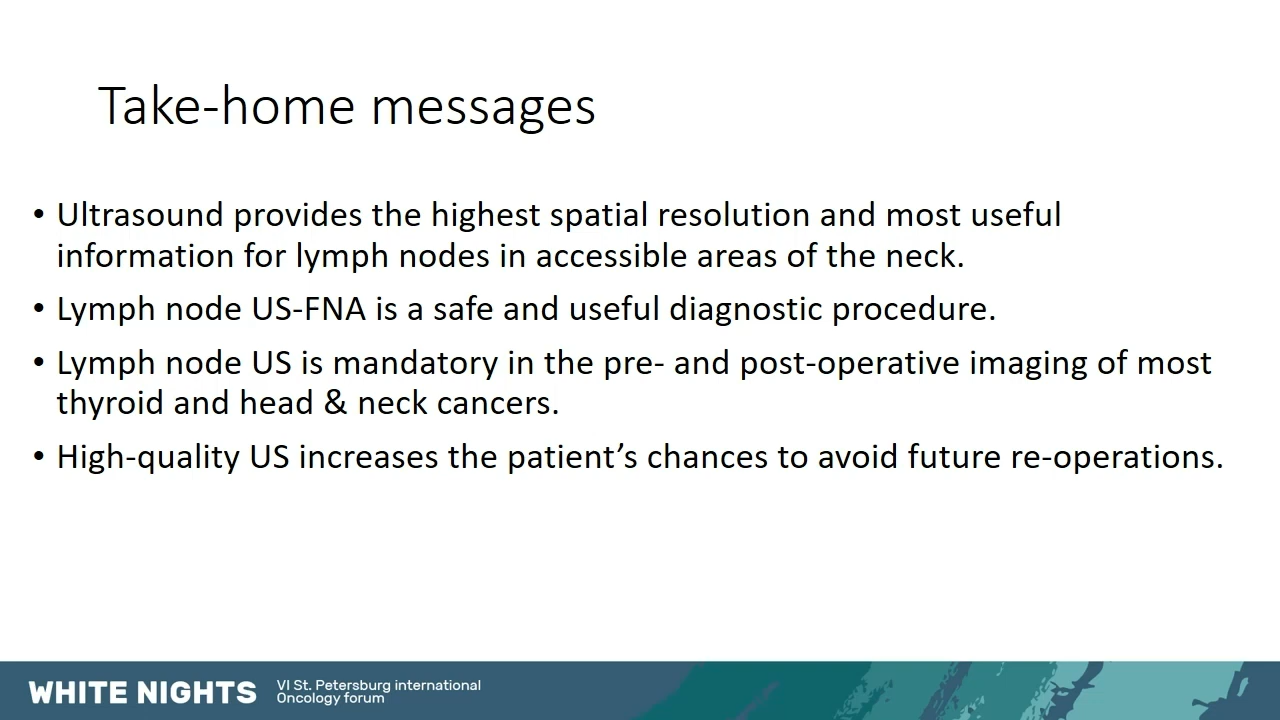 Take-home messages
• Ultrasound provides the highest spatial resolution and most useful
information for lymph nodes in accessible areas of the neck.
• Lymph node US-FNA is a safe and useful diagnostic procedure.
• Lymph node US is mandatory in the pre- and post-operative imaging of most
thyroid and head & neck cancers.
• High-quality US increases the patient’s chances to avoid future re-operations.
WHITE NIGHTS
VI St. Petersburg international
Oncology forum